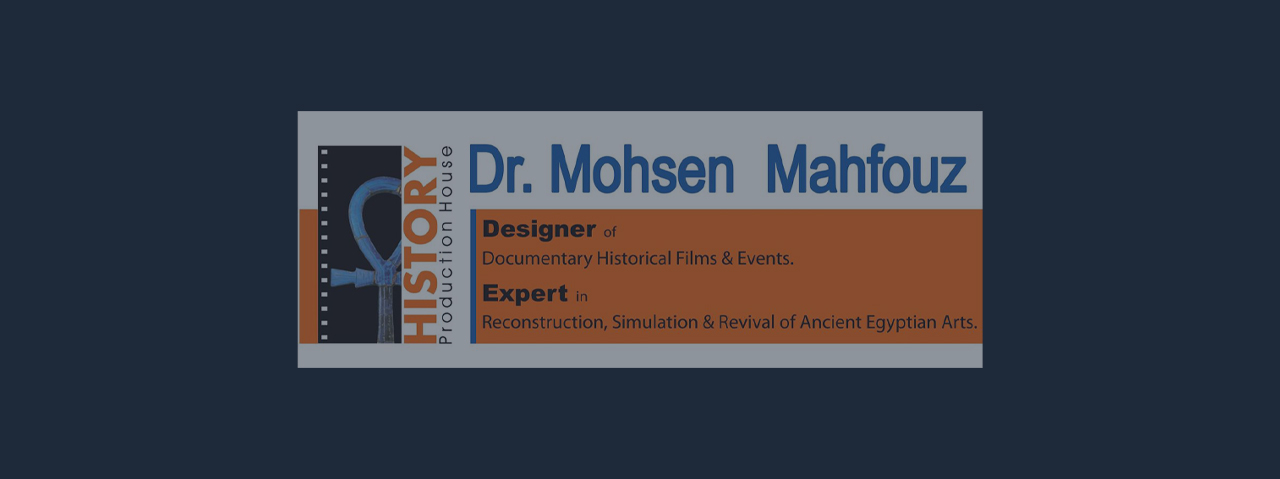 HISTORY
Production House
Dr. Mohsen Mahfouz
Designer of
Documentary Historical Films & Events.
Expert in
Reconstruction, Simulation & Revival of Ancient Egyptian Arts.